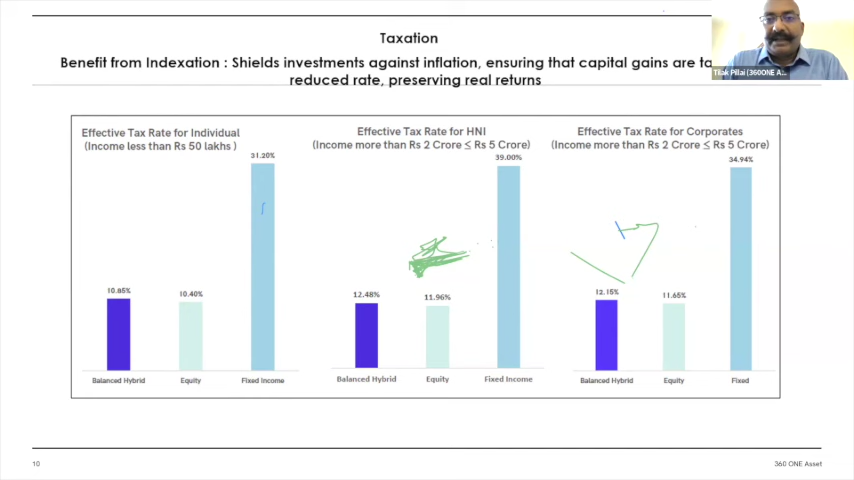 Taxation
Benefit from Indexation : Shields investments against inflation, ensuring that capital gains are
reduced rate, preserving real returns
Tilak Pillai (360ONE A...
Effective Tax Rate for Individual
(Income less than Rs 50 lakhs )
31.20%
10.85%
10.40%
Balanced Hybrid
Equity
Fixed Income
Effective Tax Rate for HNI
(Income more than Rs 2 Crore ≤ Rs 5 Crore)
39.00%
12.48%
11.96%
Balanced Hybrid
Equity
Fixed Income
Effective Tax Rate for Corporates
(Income more than Rs 2 Crore ≤ Rs 5 Crore)
34.94%
12.15%
11.65%
Balanced Hybrid
Equity
Fixed
10
360 ONE Asset